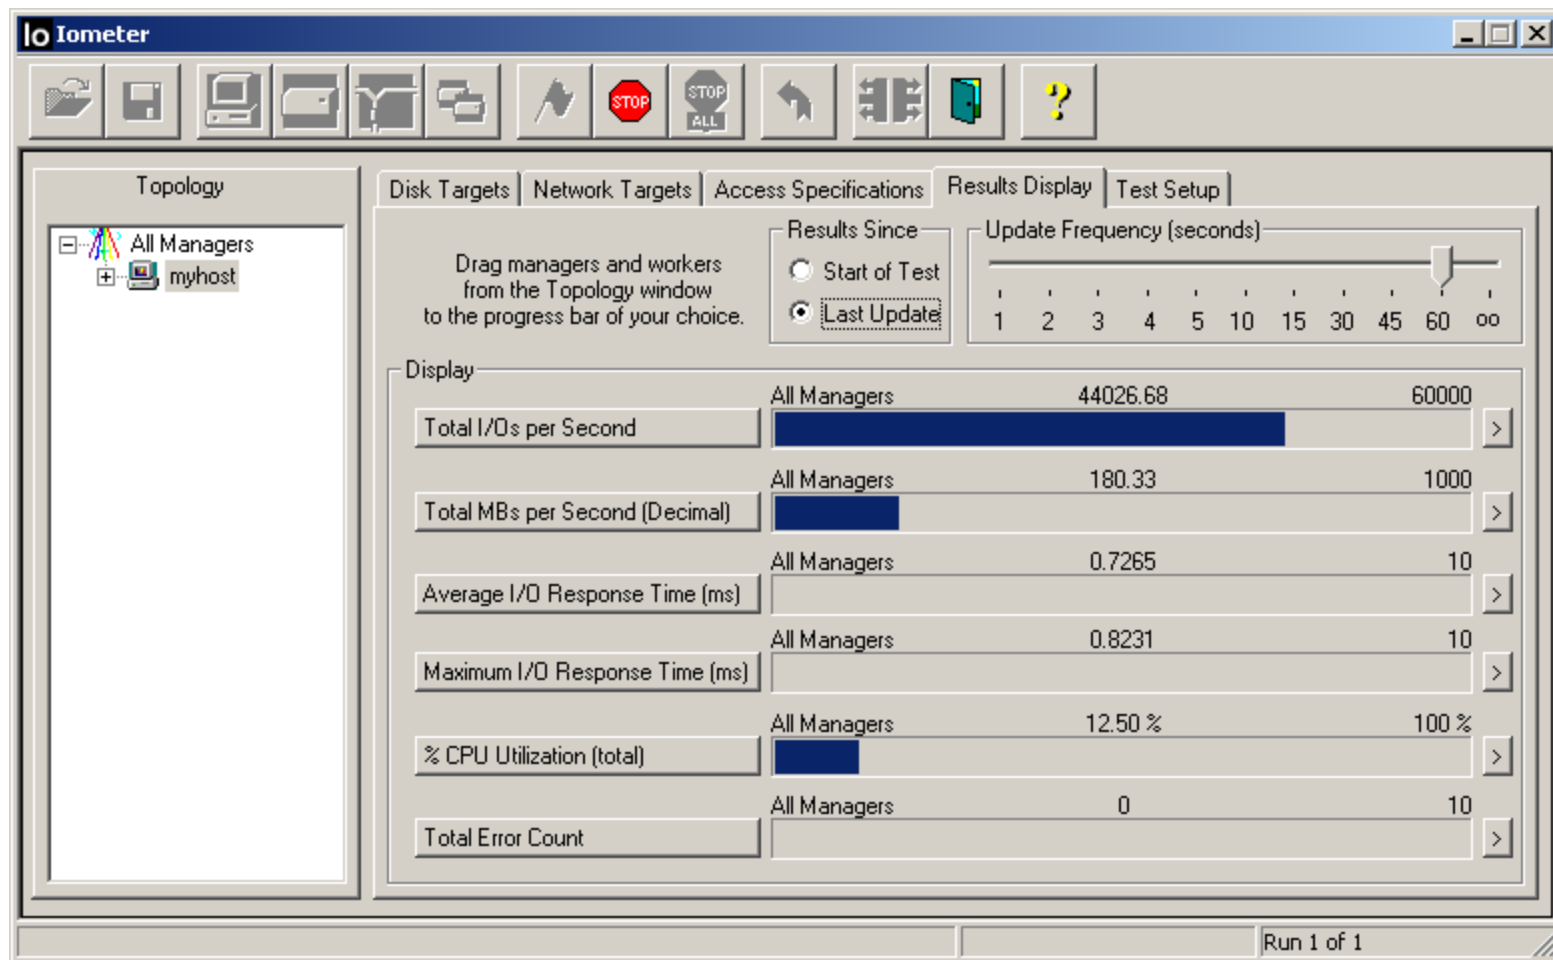 Io Iometer
STOP
STOP
ALL
?
Topology
All Managers
myhost
Disk Targets
Network Targets
Access Specifications
Results Display
Test Setup
Drag managers and workers
from the Topology window
to the progress bar of your choice.
Results Since
Start of Test
Last Update
Update Frequency (seconds)
1 2 3 4 5 10 15 30 45 60 oo
Display
All Managers 44026.68 60000
Total I/Os per Second >
All Managers 180.33 1000
Total MBs per Second (Decimal) >
All Managers 0.7265 10
Average I/O Response Time (ms) >
All Managers 0.8231 10
Maximum I/O Response Time (ms) >
All Managers 12.50 % 100 %
% CPU Utilization (total) >
All Managers 0 10
Total Error Count >
Run 1 of 1